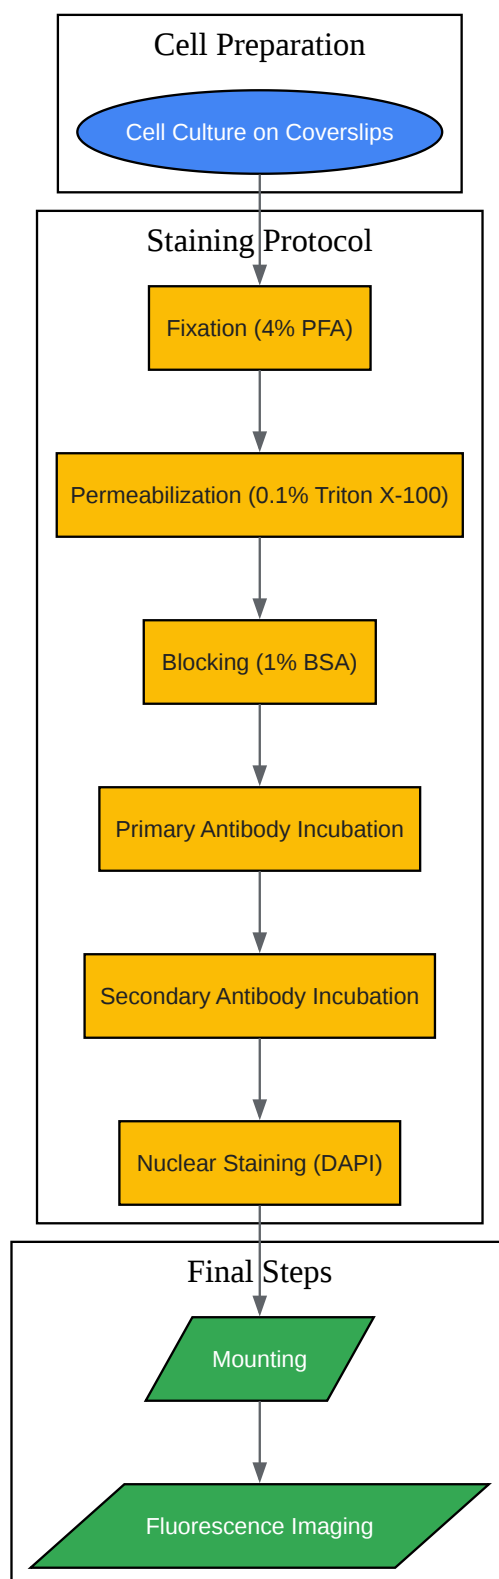 Cell Preparation
Cell Culture on Coverslips
Staining Protocol
Fixation (4% PFA)
Permeabilization (0.1% Triton X-100)
Blocking (1% BSA)
Primary Antibody Incubation
Secondary Antibody Incubation
Nuclear Staining (DAPI)
Final Steps
Mounting
Fluorescence Imaging